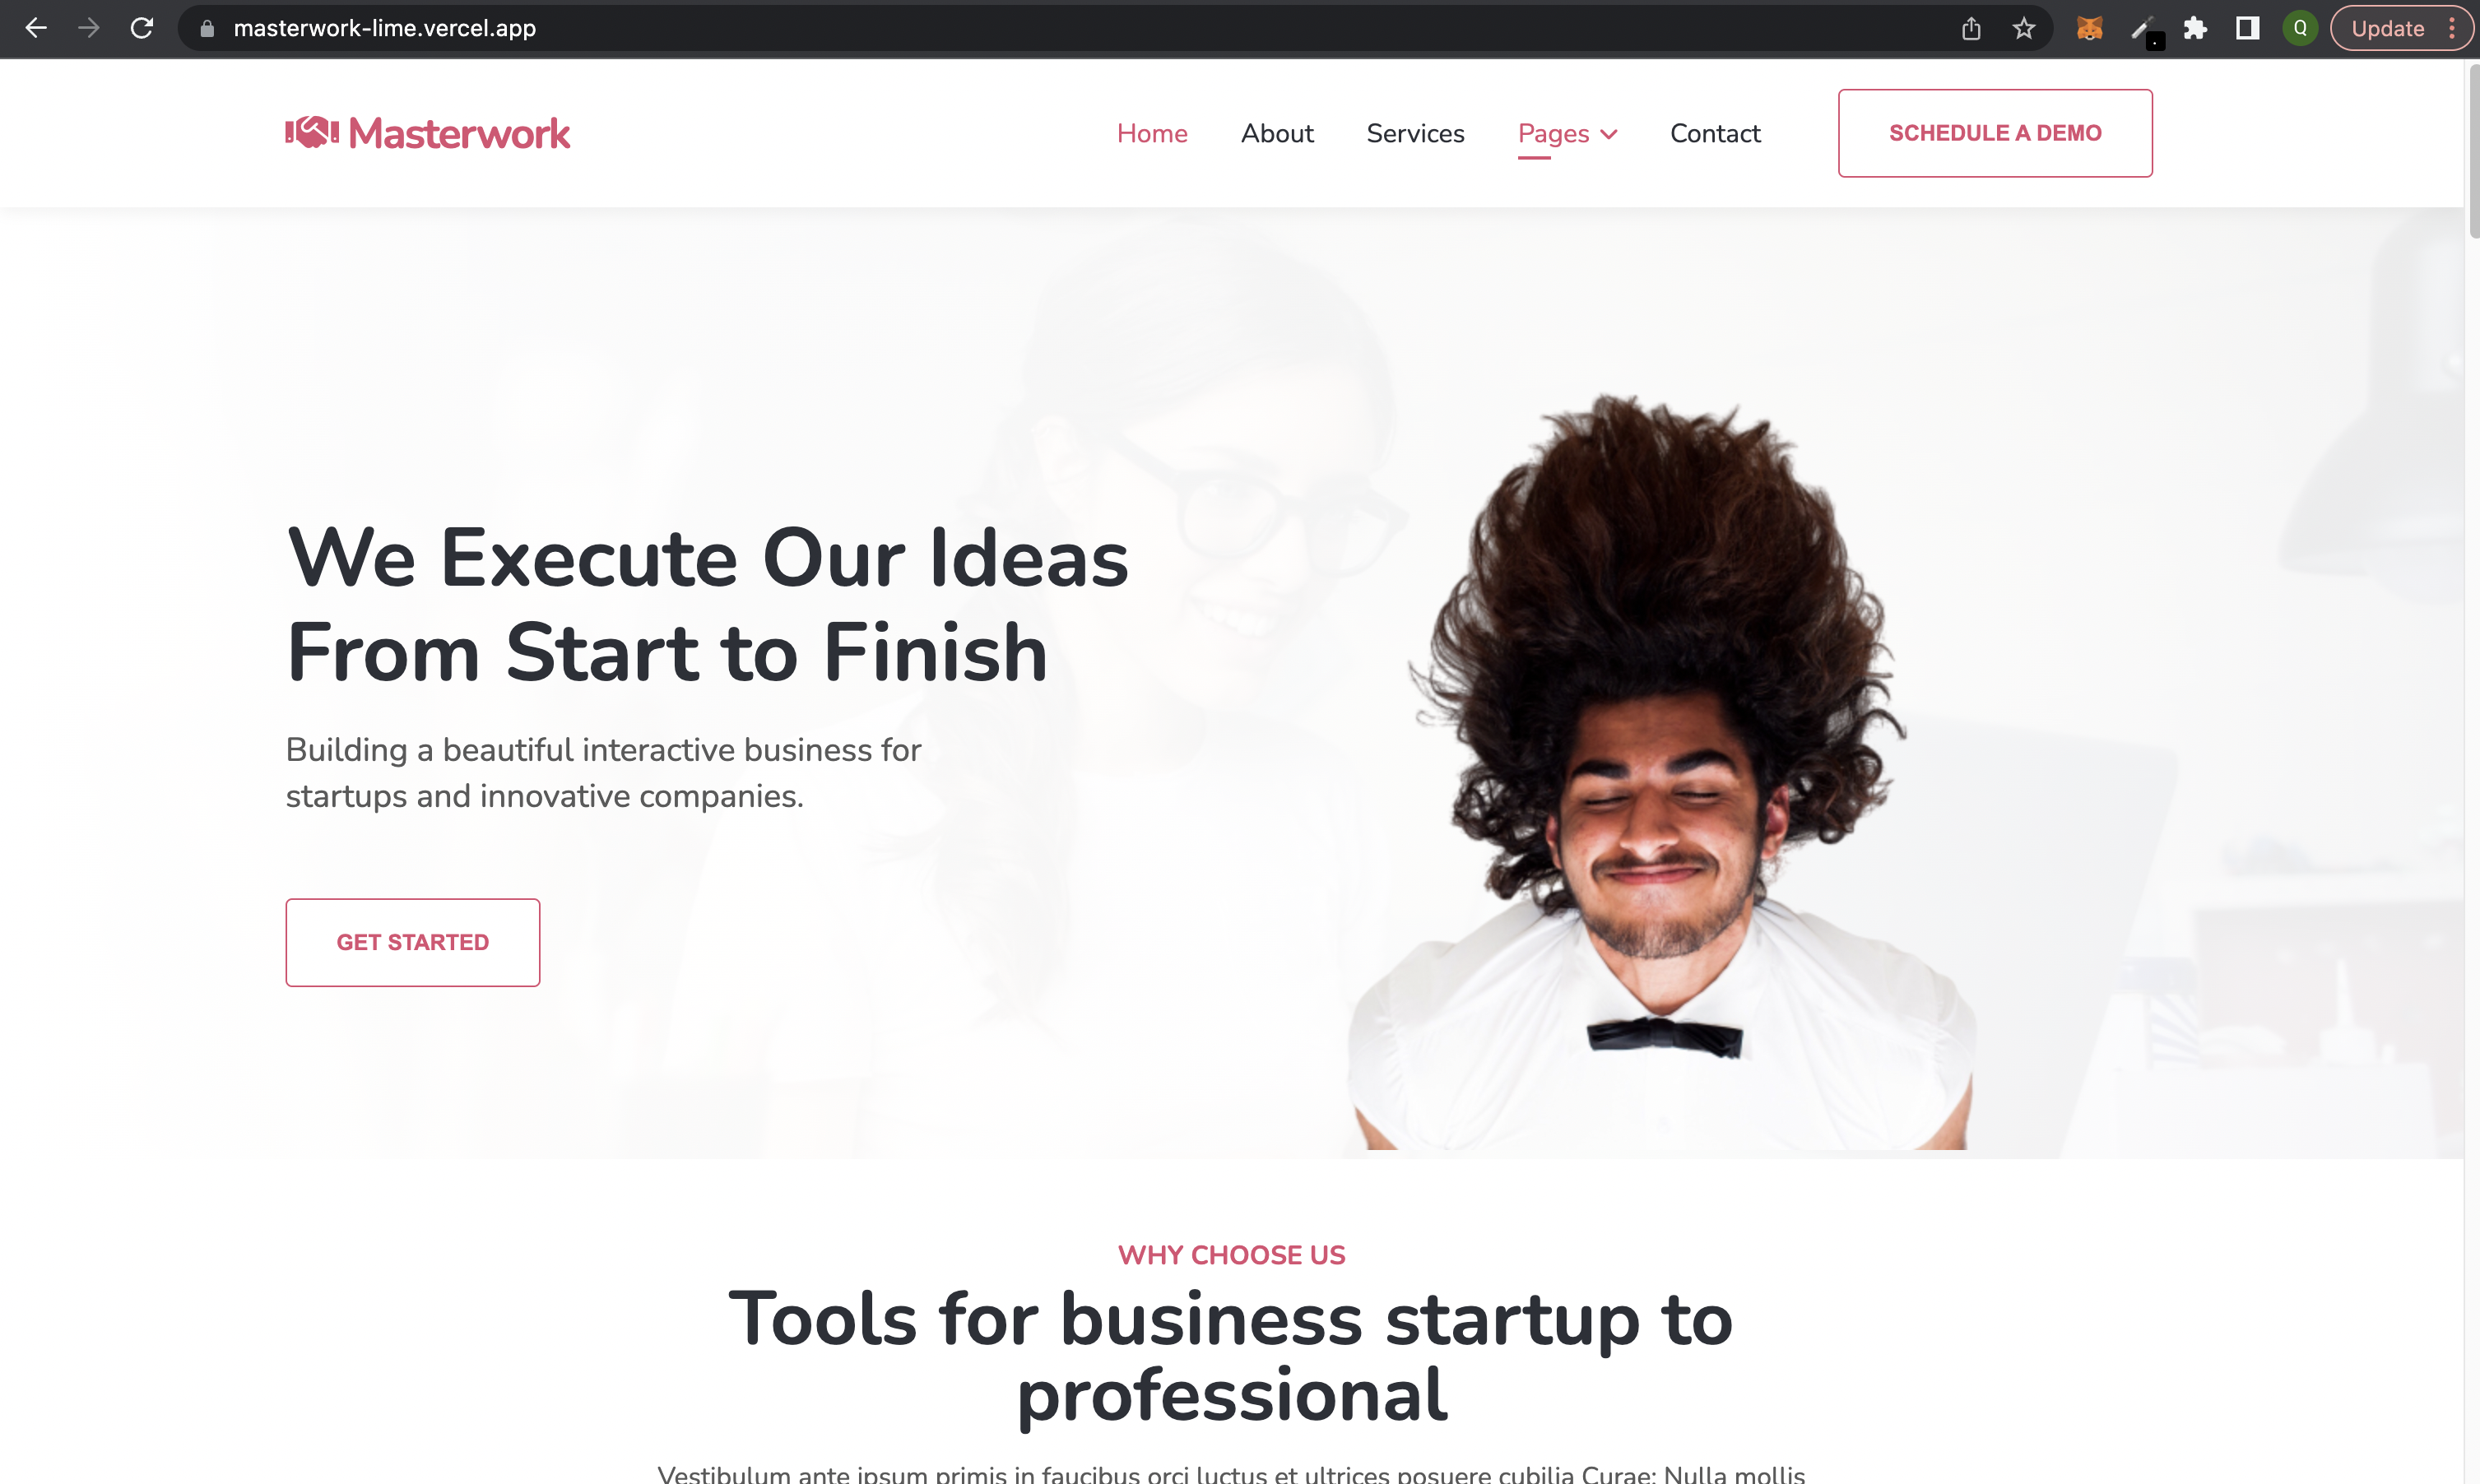 masterwork-lime.vercel.app
Q
Update
Masterwork
Home
About
Services
Pages
Contact
SCHEDULE A DEMO
We Execute Our Ideas
From Start to Finish
Building a beautiful interactive business for
startups and innovative companies.
GET STARTED
WHY CHOOSE US
Tools for business startup to
professional
Vestibulum ante ipsum primis in faucibus orci luctus et ultrices posuere cubilia Curae; Nulla mollis